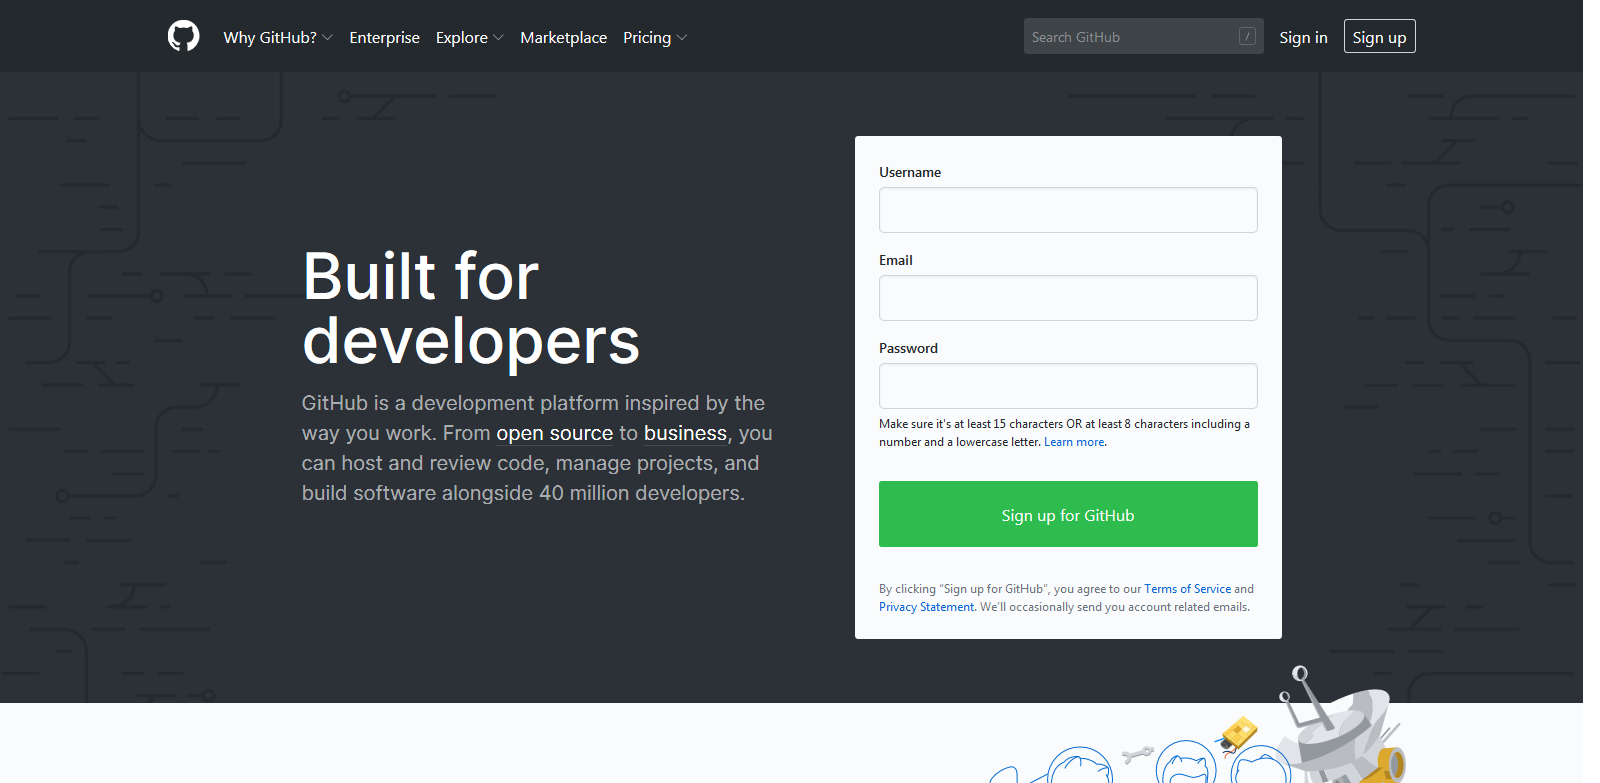 Why GitHub? Enterprise Explore Marketplace Pricing Search GitHub / Sign in Sign up
Built for
developers
GitHub is a development platform inspired by the
way you work. From open source to business, you
can host and review code, manage projects, and
build software alongside 40 million developers.
Username
Email
Password
Make sure it's at least 15 characters OR at least 8 characters including a
number and a lowercase letter. Learn more.
Sign up for GitHub
By clicking “Sign up for GitHub”, you agree to our Terms of Service and
Privacy Statement. We’ll occasionally send you account related emails.